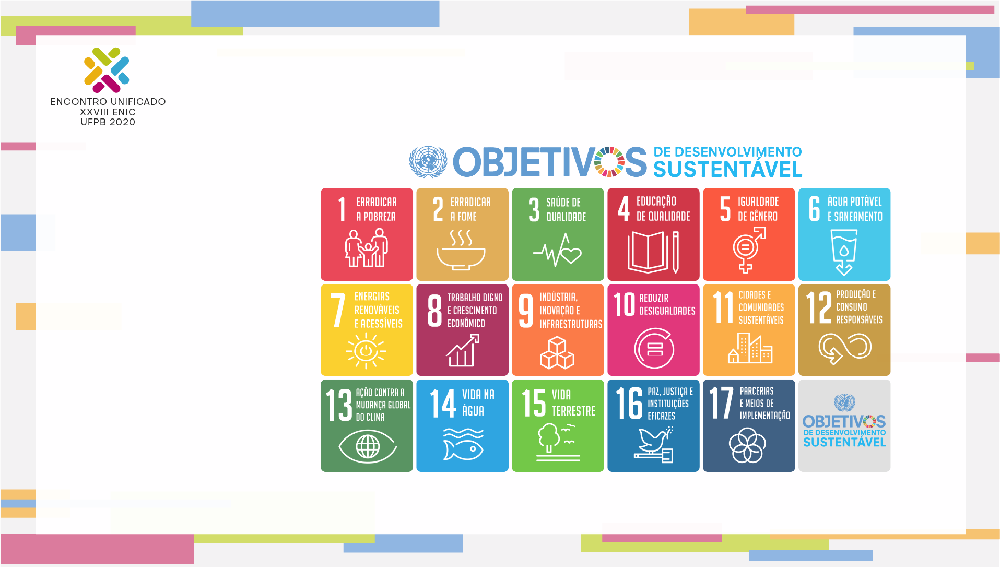 ENCONTRO UNIFICADO
XXVIII ENIC
UFPB 2020
OBJETIVOS
DE DESENVOLVIMENTO
SUSTENTÁVEL
1
ERRADICAR
A POBREZA
2
ERRADICAR
A FOME
3
SAÚDE DE
QUALIDADE
4
EDUCAÇÃO
DE QUALIDADE
5
IGUALDADE
DE GÊNERO
6
ÁGUA POTÁVEL
E SANEAMENTO
7
ENERGIAS
RENOVÁVEIS
E ACESSÍVEIS
8
TRABALHO DIGNO
E CRESCIMENTO
ECONÔMICO
9
INDÚSTRIA,
INOVAÇÃO E
INFRAESTRUTURAS
10
REDUZIR
DESIGUALDADES
11
CIDADES E
COMUNIDADES
SUSTENTÁVEIS
12
PRODUÇÃO E
CONSUMO
RESPONSÁVEIS
13
AÇÃO CONTRA A
MUDANÇA GLOBAL
DO CLIMA
14
VIDA NA
ÁGUA
15
VIDA
TERRESTRE
16
PAZ, JUSTIÇA E
INSTITUIÇÕES
EFICAZES
17
PARCERIAS
E MEIOS DE
IMPLEMENTAÇÃO
OBJETIVOS
DE DESENVOLVIMENTO
SUSTENTÁVEL